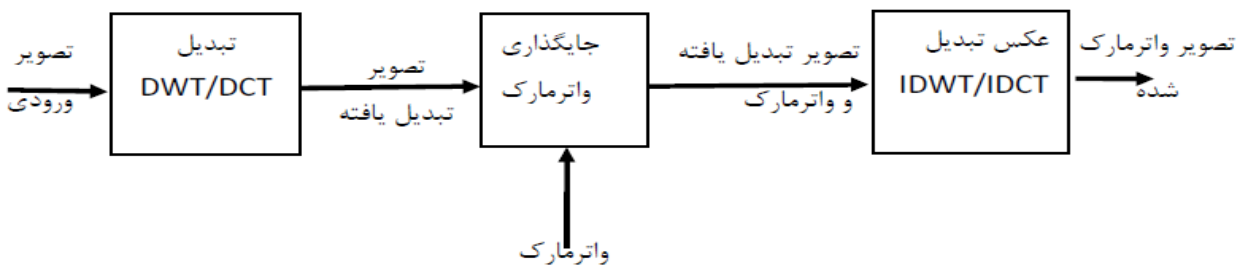 تصویر
ورودی
تبدیل
DWT/DCT
تصویر
تبدیل یافته
جایگذاری
واترمارک
واترمارک
تصویر تبدیل یافته
و واترمارک
عکس تبدیل
IDWT/IDCT
تصویر واترمارک
شده